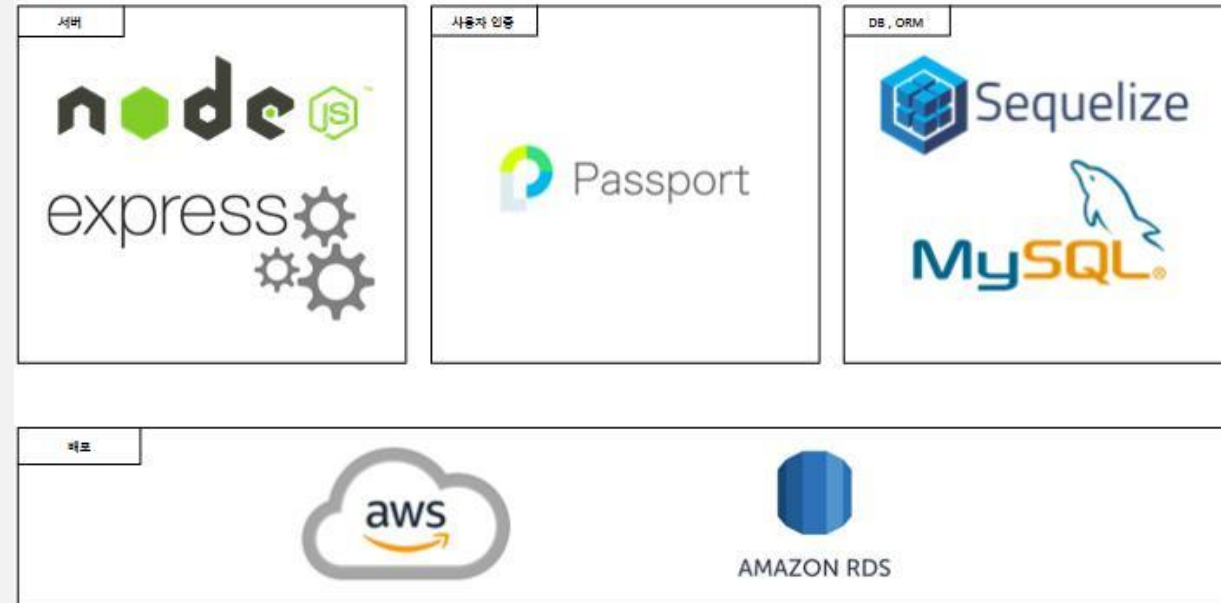 서버
node JS ™
express
사용자 인증
Passport
DB , ORM
Sequelize
MySQL®
배포
aws
AMAZON RDS